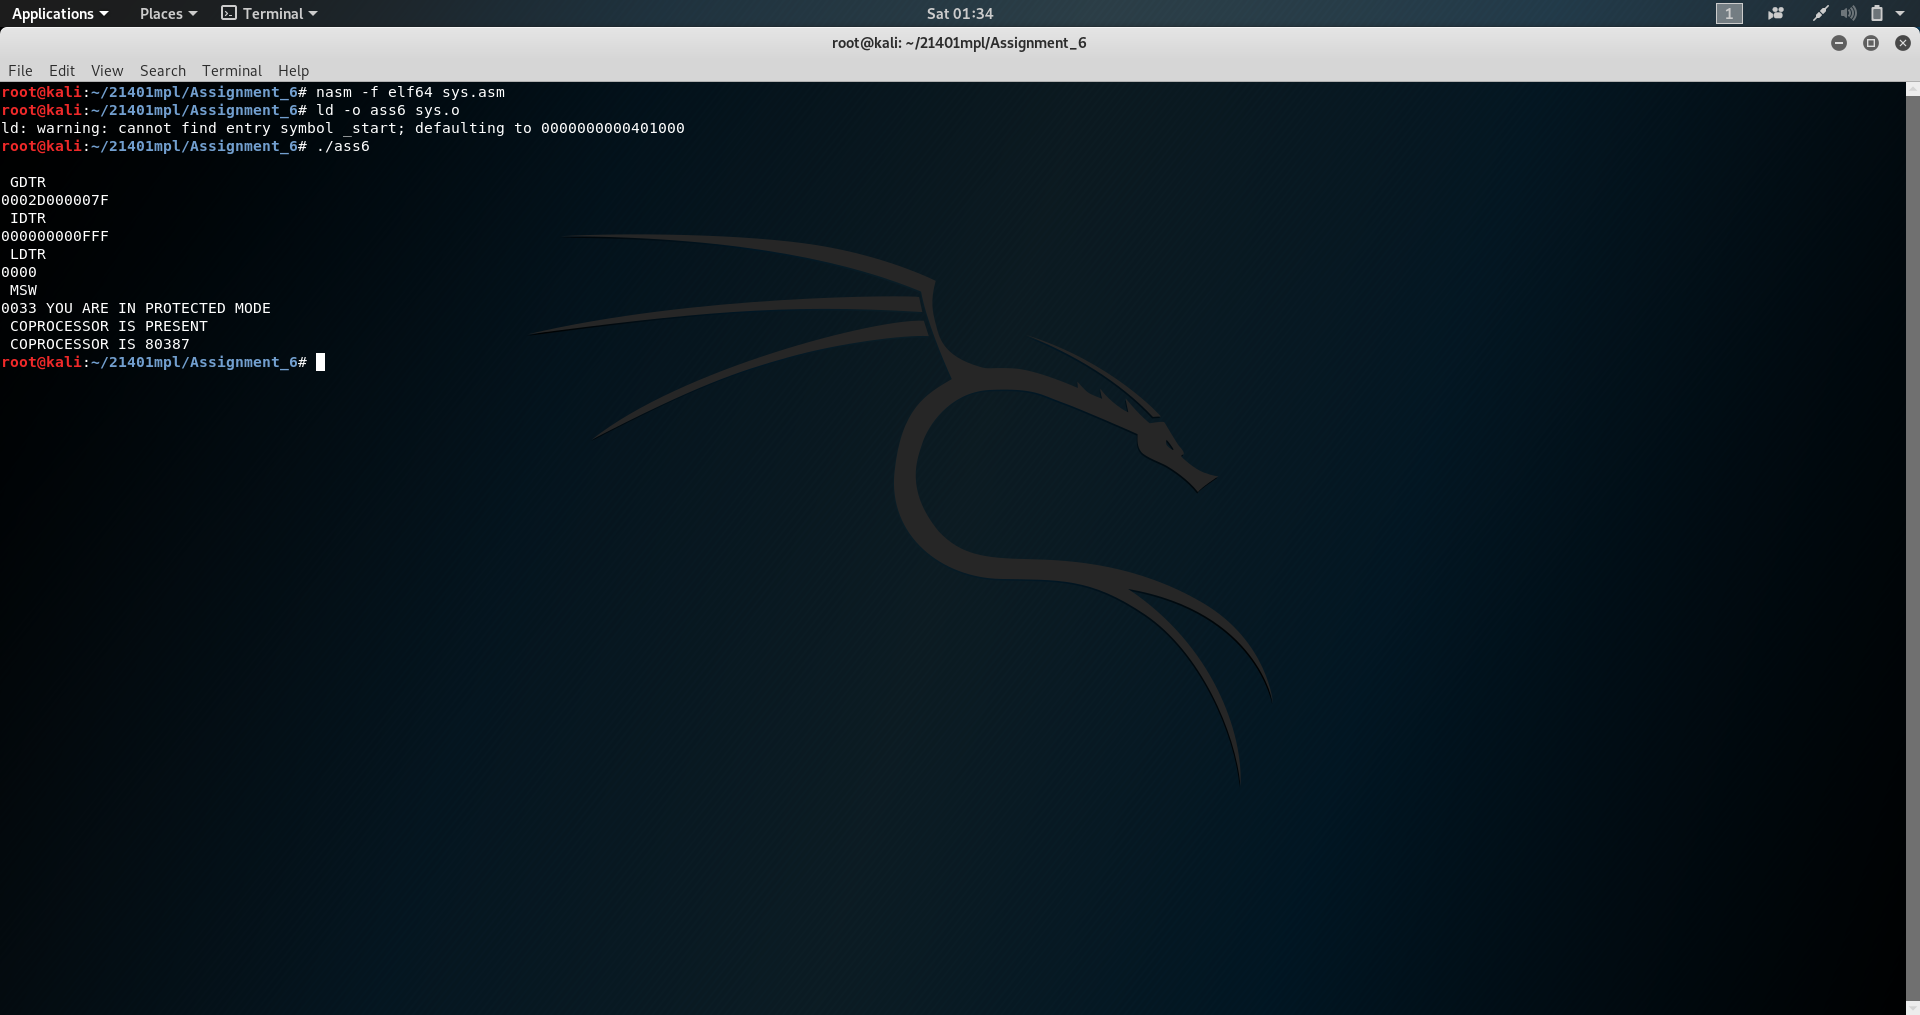 Applications Places Terminal Sat 01:34 1
root@kali: ~/21401mpl/Assignment_6
File Edit View Search Terminal Help
root@kali:~/21401mpl/Assignment_6# nasm -f elf64 sys.asm
root@kali:~/21401mpl/Assignment_6# ld -o ass6 sys.o
ld: warning: cannot find entry symbol _start; defaulting to 0000000000401000
root@kali:~/21401mpl/Assignment_6# ./ass6
GDTR
0002D000007F
IDTR
000000000FFF
LDTR
0000
MSW
0033 YOU ARE IN PROTECTED MODE
COPROCESSOR IS PRESENT
COPROCESSOR IS 80387
root@kali:~/21401mpl/Assignment_6#